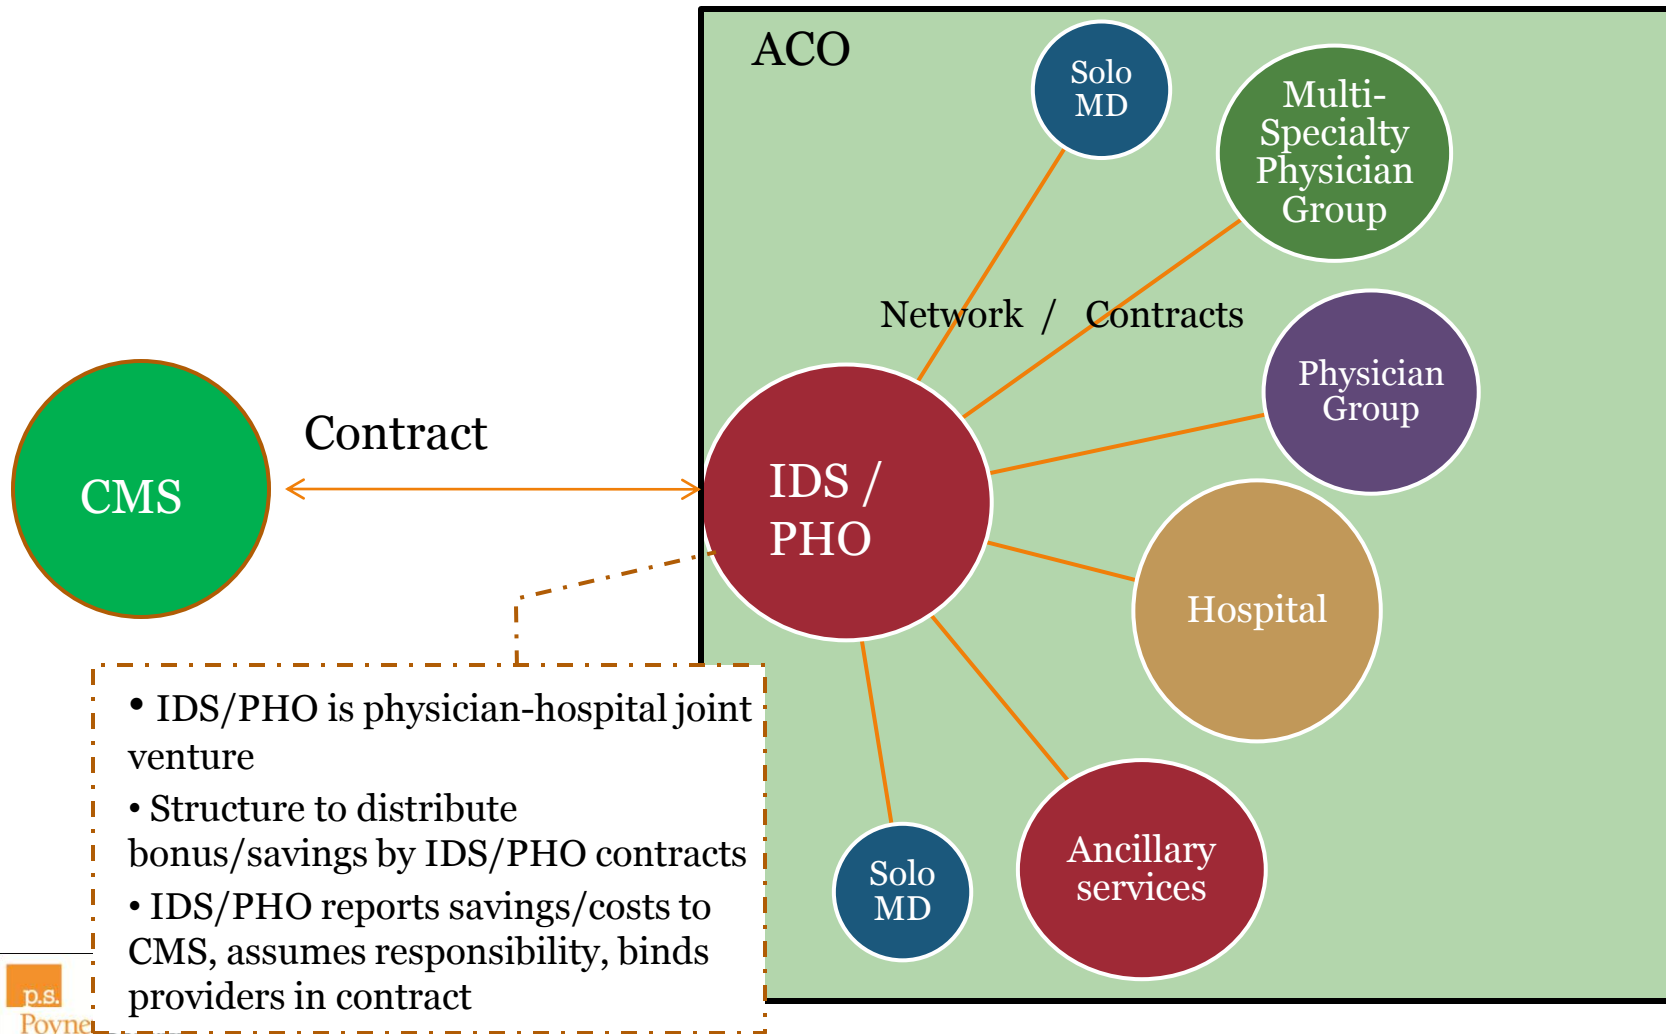 ACO
Solo
MD
Multi-
Specialty
Physician
Group
Network / Contracts
Physician
Group
Contract
CMS
IDS /
PHO
Hospital
• IDS/PHO is physician-hospital joint
venture
• Structure to distribute
bonus/savings by IDS/PHO contracts
• IDS/PHO reports savings/costs to
CMS, assumes responsibility, binds
providers in contract
Ancillary
services
Solo
MD
p.s.
Poyne